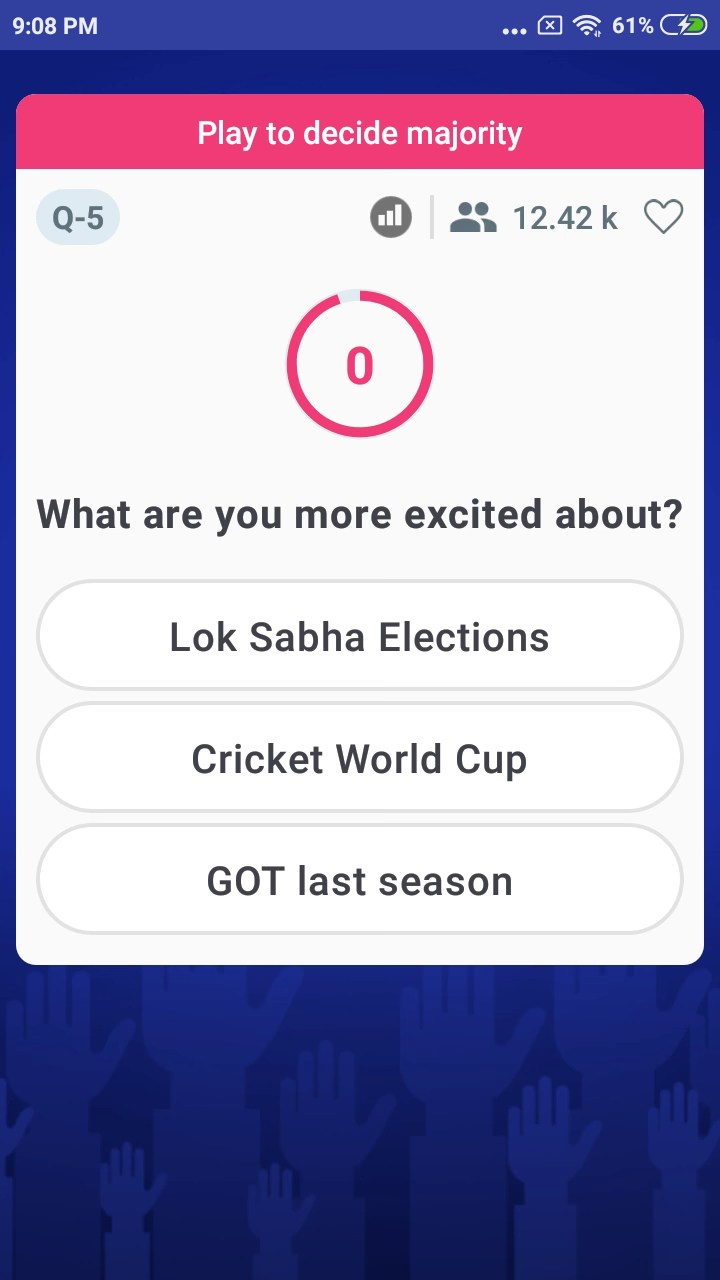 9:08 PM
61%
Play to decide majority
Q-5
12.42 k
0
What are you more excited about?
Lok Sabha Elections
Cricket World Cup
GOT last season